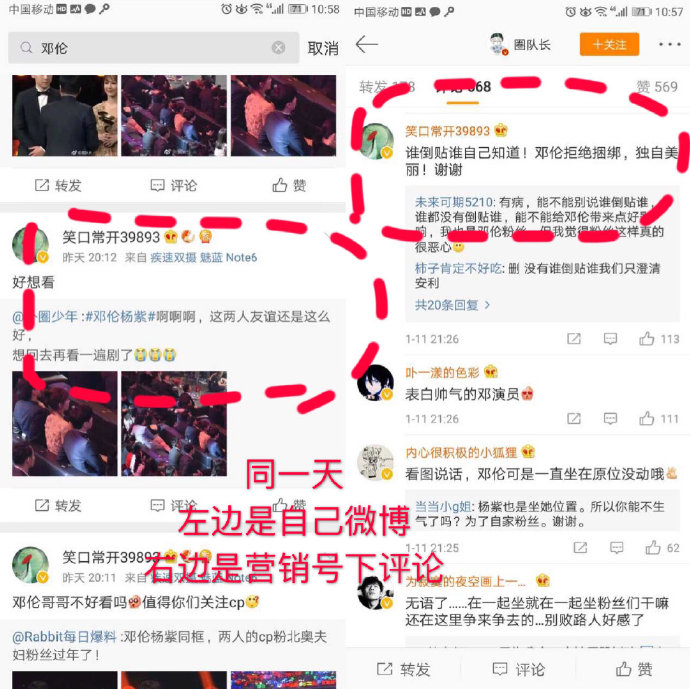 中国移动 HD 10:58
邓伦 取消
转发 评论 赞
笑口常开39893
昨天 20:12 来自 疾速双摄 魅蓝 Note6
好想看
圈少年 :#邓伦杨紫#啊啊啊，这两人友谊还是这么
好，
想回去再看一遍剧了
转发 评论 赞
笑口常开39893
昨天 20:11 来自 疾速双摄 魅蓝 Note6
邓伦哥哥不好看吗 值得你们关注cp
@Rabbit每日爆料 :邓伦杨紫同框，两人的cp粉北奥夫
妇粉丝过年了！
中国移动 HD 10:57
圈队长 +关注
转发 评论 赞 569
笑口常开39893
谁倒贴谁自己知道！邓伦拒绝捆绑，独自美
丽！谢谢
未来可期5210: 有病，能不能别说谁倒贴谁，
谁都没有倒贴谁，能不能给邓伦带来点好影
响，我也是邓伦粉丝，但我觉得粉丝这样真的
很恶心
柿子肯定不好吃: 删 没有谁倒贴谁我们只澄清
安利
共20条回复
1-11 21:26 113
卟一漾的色彩
表白帅气的邓演员
1-11 21:26 111
内心很积极的小狐狸
看图说话，邓伦可是一直坐在原位没动哦
当当小g姐: 杨紫也是坐她位置。所以你能不生
气了吗？为了自家粉丝。谢谢。
1-11 21:25 62
为寂寞的夜空画上一...
无语了......在一起坐就在一起坐粉丝们干嘛
还在这里争来争去的...别败路人好感了
转发 评论 赞
同一天
左边是自己微博
右边是营销号下评论